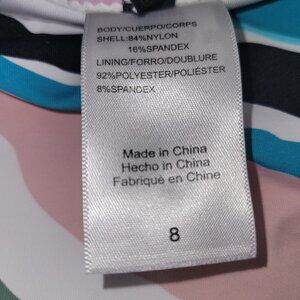 BODY/CUERPO/CORPS
SHELL:84%NYLON
16%SPANDEX
LINING/FORRO/DOUBLURE
92%POLYESTER/POLIÉSTER
8%SPANDEX
Made in China
Hecho in China
Fabriqué en Chine
8